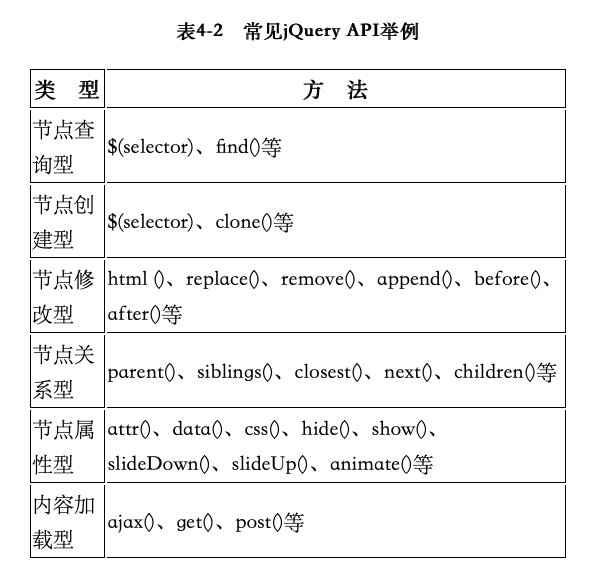 表4-2 常见jQuery API举例
类 型 方 法
节点查
询型
$(selector)、find()等
节点创
建型
$(selector)、clone()等
节点修
改型
html ()、replace()、remove()、append()、before()、
after()等
节点关
系型
parent()、siblings()、closest()、next()、children()等
节点属
性型
attr()、data()、css()、hide()、show()、
slideDown()、slideUp()、animate()等
内容加
载型
ajax()、get()、post()等